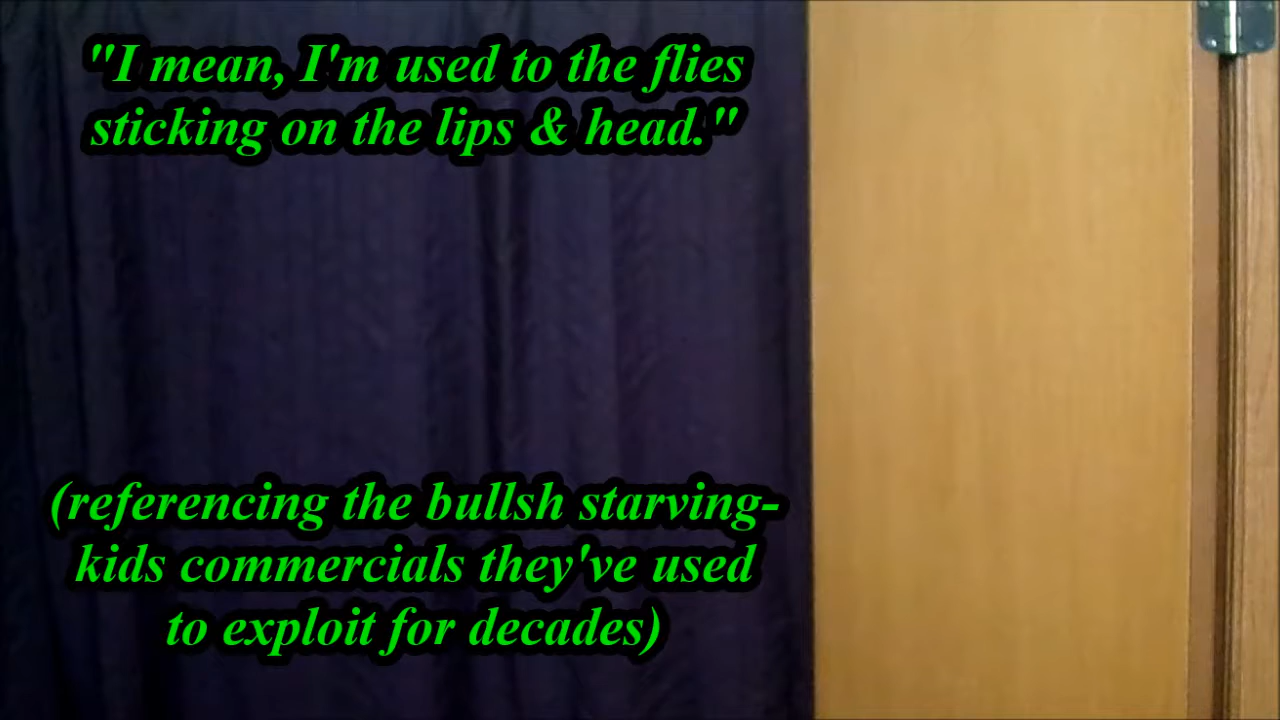 "I mean, I'm used to the flies
sticking on the lips & head."
(referencing the bullsh starving-
kids commercials they've used
to exploit for decades)